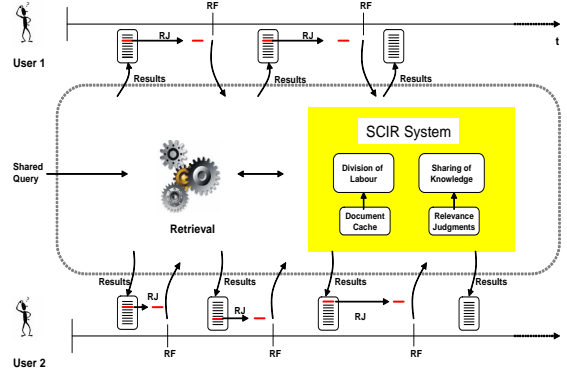 RF
RF
RJ
RJ
t
User 1
Results
Results
Results
SCIR System
Shared
Query
Division of
Labour
Sharing of
Knowledge
Document
Cache
Relevance
Judgments
Retrieval
Results
Results
Results
Results
RJ
RJ
RJ
RF
RF
RF
User 2